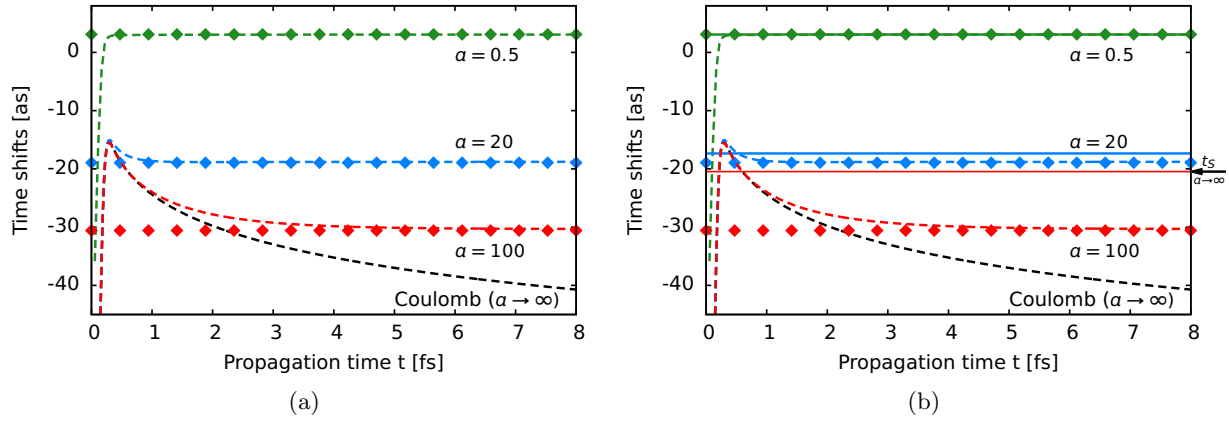 0
-10
-20
-30
-40
Time shifts [as]
a = 0.5
a = 20
a = 100
Coulomb (a → ∞)
0 1 2 3 4 5 6 7 8
Propagation time t [fs]
(a)
0
-10
-20
-30
-40
Time shifts [as]
a = 0.5
a = 20
t_S
a→∞
a = 100
Coulomb (a → ∞)
0 1 2 3 4 5 6 7 8
Propagation time t [fs]
(b)